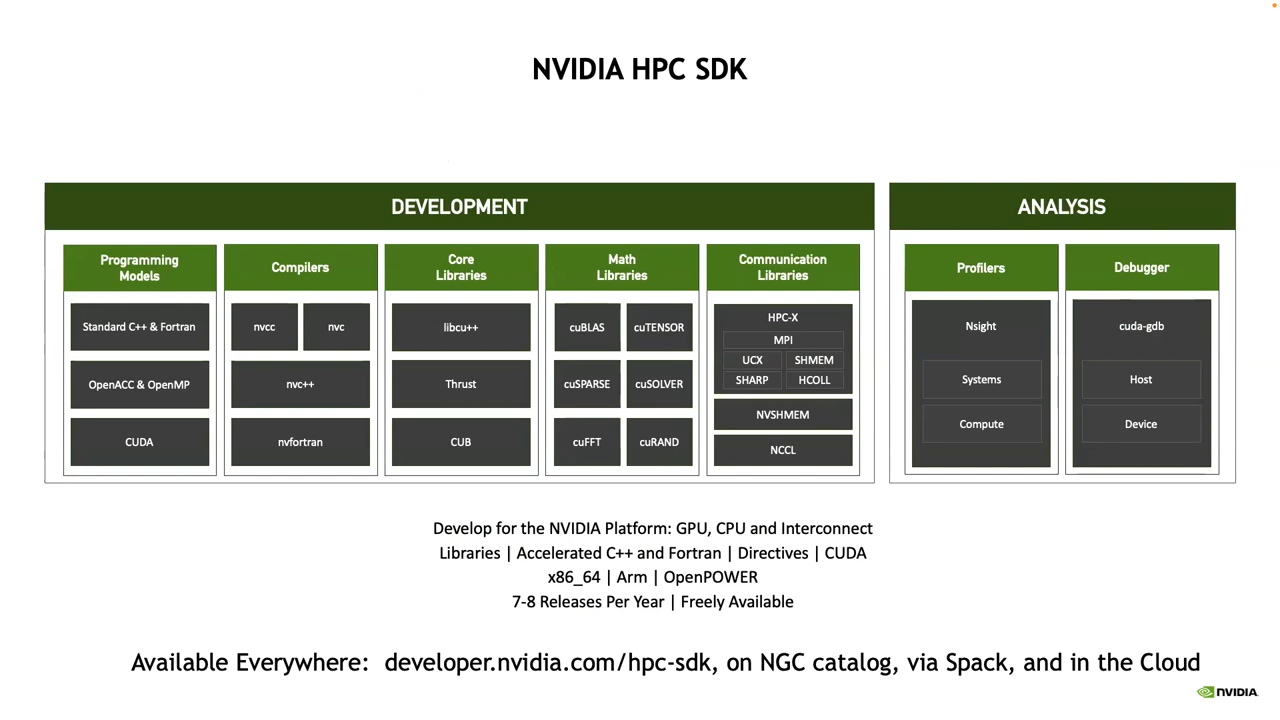 NVIDIA HPC SDK
DEVELOPMENT
Programming
Models
Standard C++ & Fortran
OpenACC & OpenMP
CUDA
Compilers
nvcc
nvc
nvc++
nvfortran
Core
Libraries
libcu++
Thrust
CUB
Math
Libraries
cuBLAS
cuTENSOR
cuSPARSE
cuSOLVER
cuFFT
cuRAND
Communication
Libraries
HPC-X
MPI
UCX
SHMEM
SHARP
HCOLL
NVSHMEM
NCCL
ANALYSIS
Profilers
Nsight
Systems
Compute
Debugger
cuda-gdb
Host
Device
Develop for the NVIDIA Platform: GPU, CPU and Interconnect
Libraries | Accelerated C++ and Fortran | Directives | CUDA
x86_64 | Arm | OpenPOWER
7-8 Releases Per Year | Freely Available
Available Everywhere: developer.nvidia.com/hpc-sdk, on NGC catalog, via Spack, and in the Cloud
NVIDIA